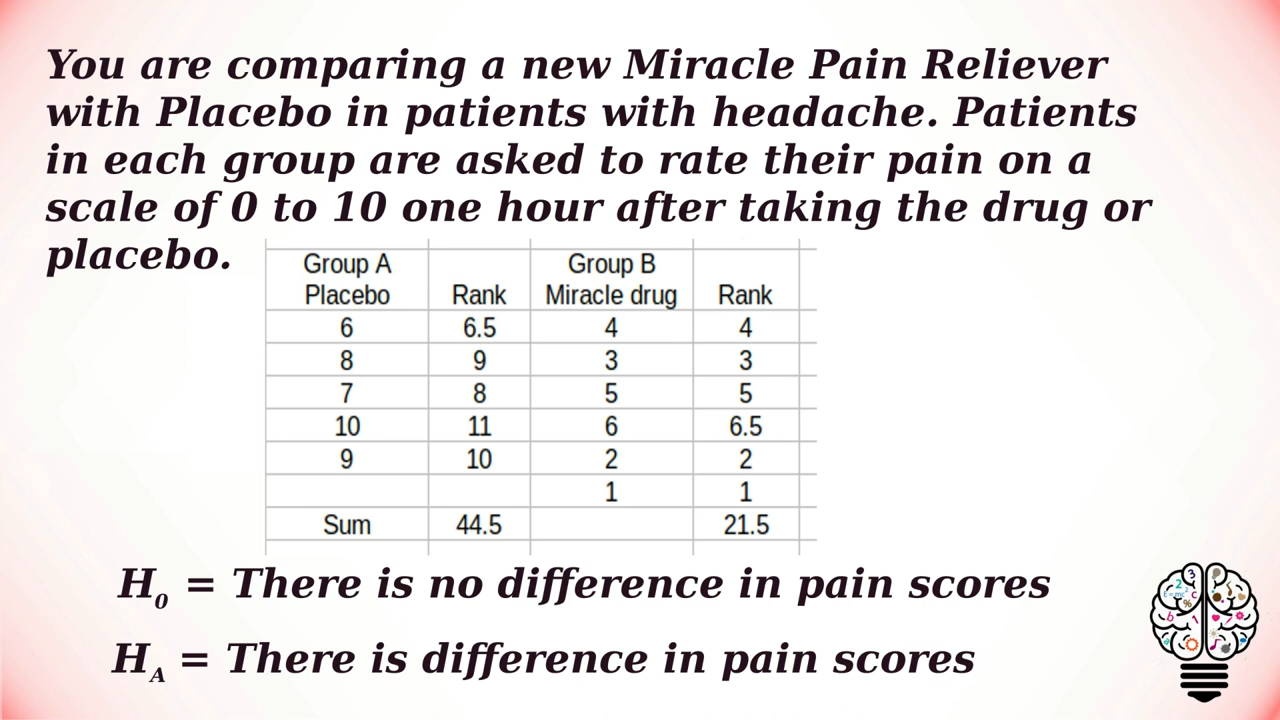 You are comparing a new Miracle Pain Reliever
with Placebo in patients with headache. Patients
in each group are asked to rate their pain on a
scale of 0 to 10 one hour after taking the drug or
placebo.
Group A Placebo Rank Group B Miracle drug Rank
6 6.5 4 4
8 9 3 3
7 8 5 5
10 11 6 6.5
9 10 2 2
1 1
Sum 44.5 21.5
H0 = There is no difference in pain scores
HA = There is difference in pain scores